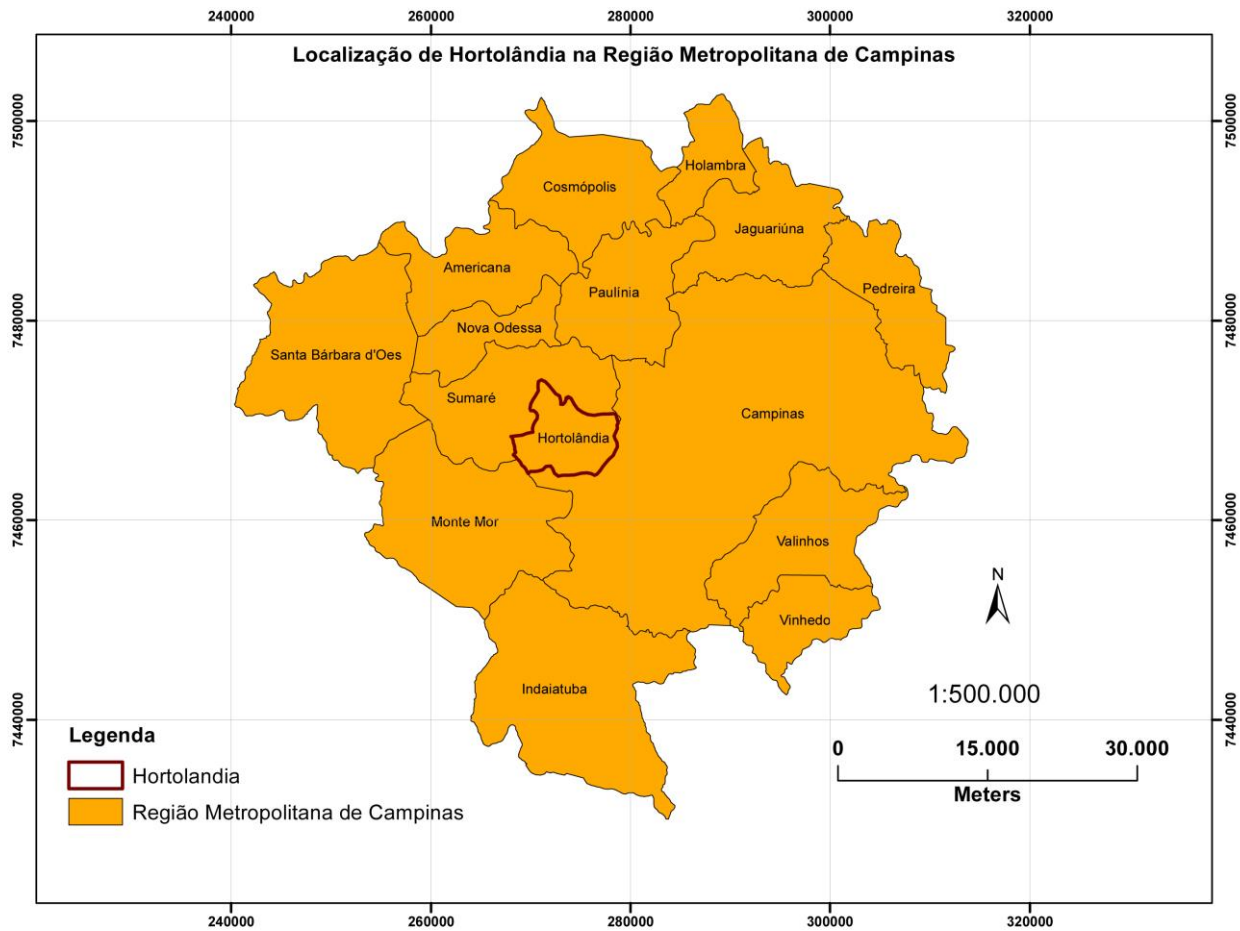 240000 260000 280000 300000 320000
Localização de Hortolândia na Região Metropolitana de Campinas
7500000 7500000
Holambra
Cosmópolis
Jaguariúna
Americana
Pedreira
Paulínia
7480000 7480000
Nova Odessa
Santa Bárbara d'Oes
Sumaré
Campinas
Hortolândia
7460000 7460000
Monte Mor
Valinhos
N
Vinhedo
Indaiatuba
1:500.000
7440000 7440000
Legenda
0 15.000 30.000
Hortolandia
Meters
Região Metropolitana de Campinas
240000 260000 280000 300000 320000